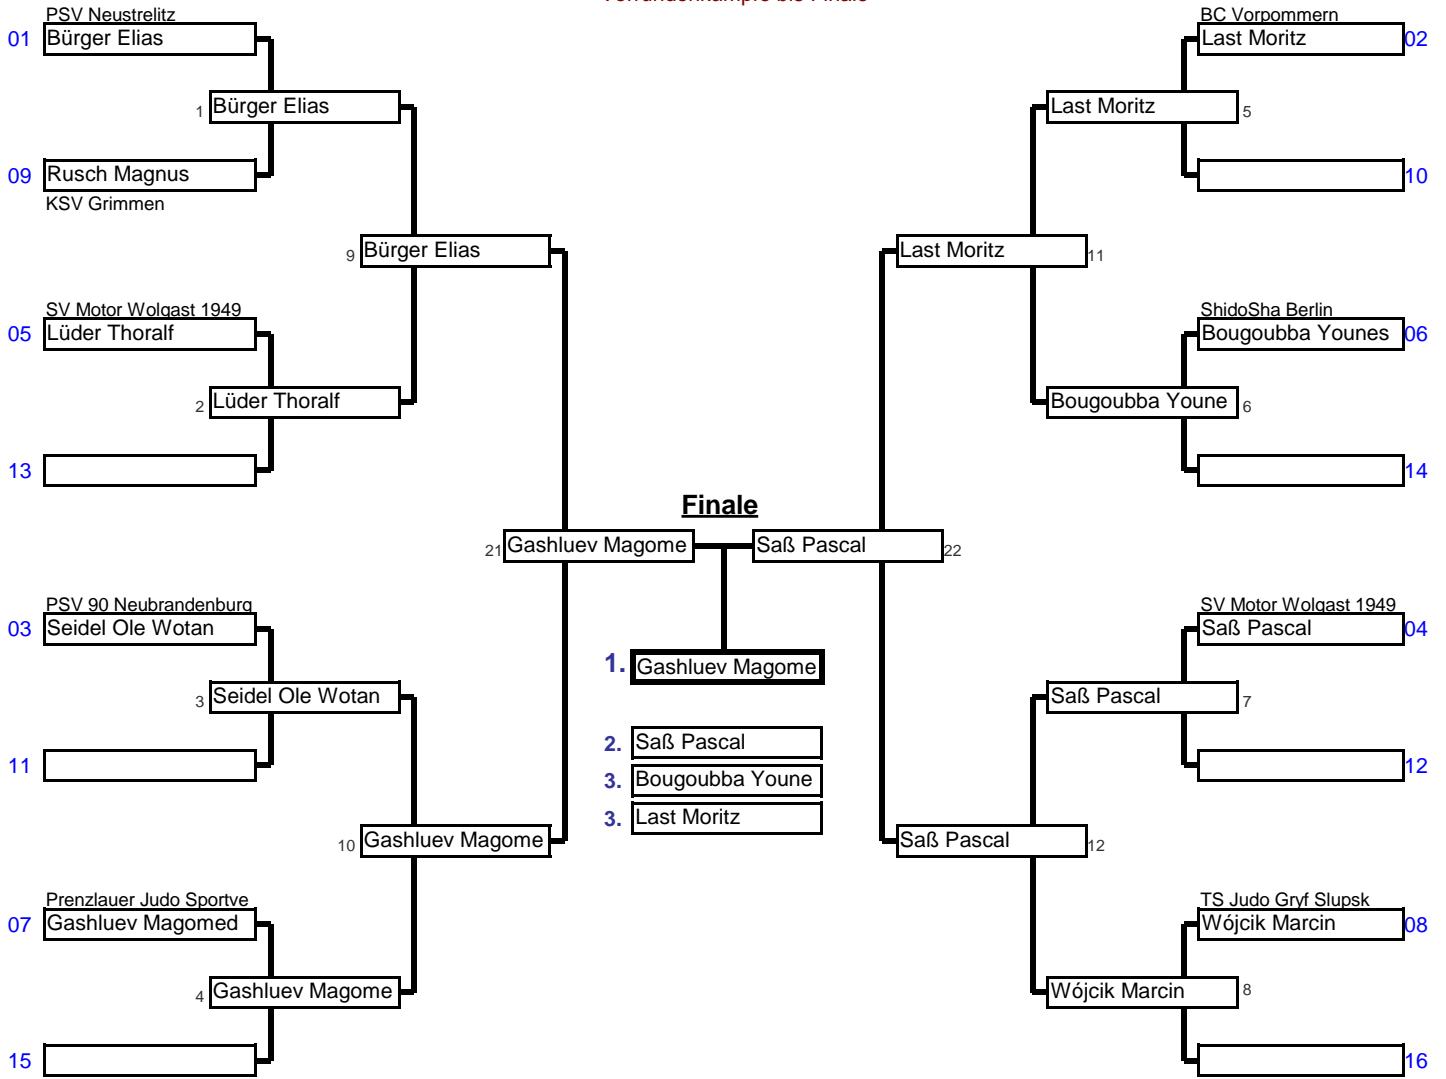 Vorrundenkämpfe bis Finale
PSV Neustrelitz
01 Bürger Elias
1 Bürger Elias
09 Rusch Magnus
KSV Grimmen
9 Bürger Elias
SV Motor Wolgast 1949
05 Lüder Thoralf
2 Lüder Thoralf
13
21 Gashluev Magome
PSV 90 Neubrandenburg
03 Seidel Ole Wotan
3 Seidel Ole Wotan
11
10 Gashluev Magome
Prenzlauer Judo Sportve
07 Gashluev Magomed
4 Gashluev Magome
15
Finale
1. Gashluev Magome
2. Saß Pascal
3. Bougoubba Youne
3. Last Moritz
BC Vorpommern
Last Moritz 02
Last Moritz 5
10
Last Moritz 11
ShidoSha Berlin
Bougoubba Younes 06
Bougoubba Youne 6
14
Saß Pascal 22
SV Motor Wolgast 1949
Saß Pascal 04
Saß Pascal 7
12
Saß Pascal 12
TS Judo Gryf Slupsk
Wójcik Marcin 08
Wójcik Marcin 8
16